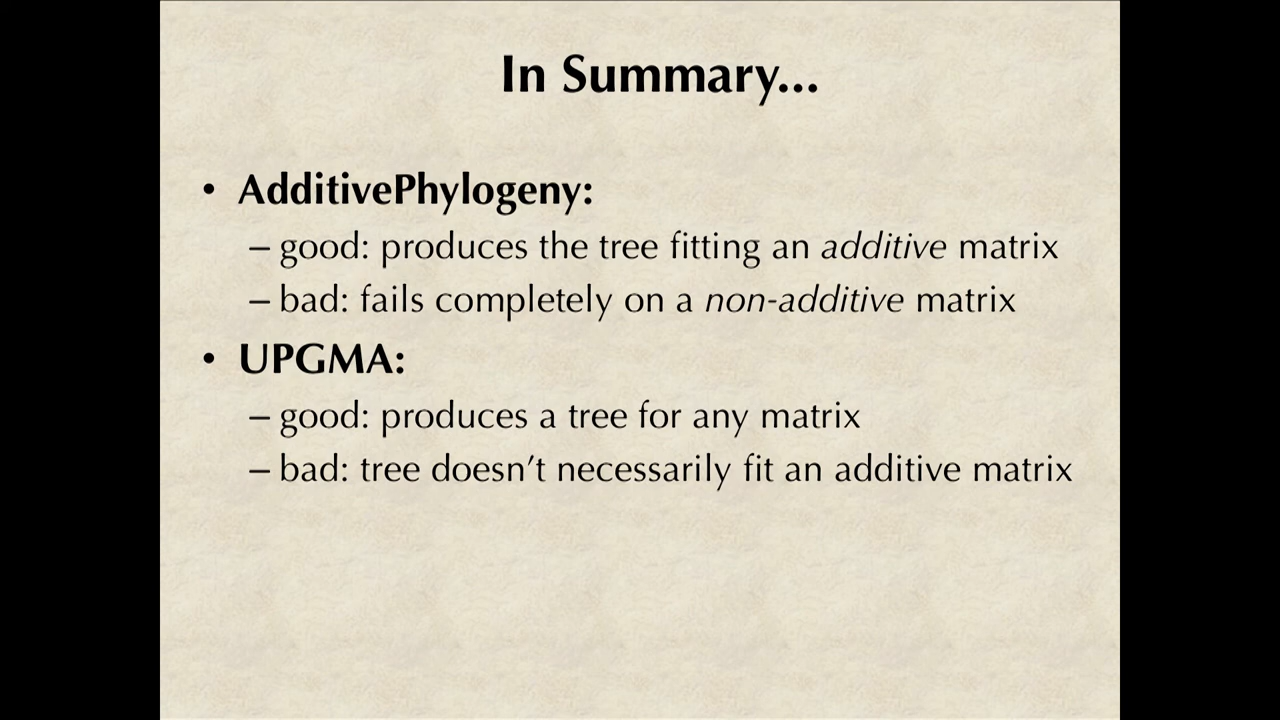 In Summary...
• AdditivePhylogeny:
– good: produces the tree fitting an additive matrix
– bad: fails completely on a non-additive matrix
• UPGMA:
– good: produces a tree for any matrix
– bad: tree doesn’t necessarily fit an additive matrix